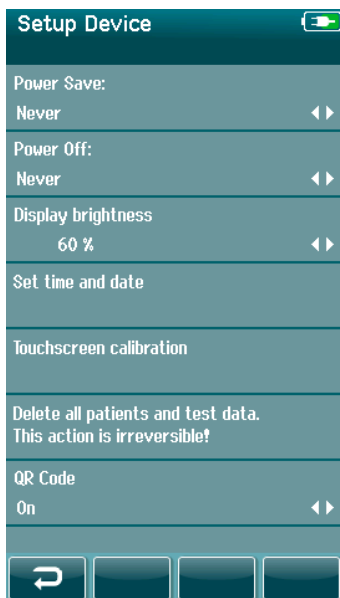 Setup Device
Power Save:
Never
Power Off:
Never
Display brightness
60 %
Set time and date
Touchscreen calibration
Delete all patients and test data.
This action is irreversible!
QR Code
On